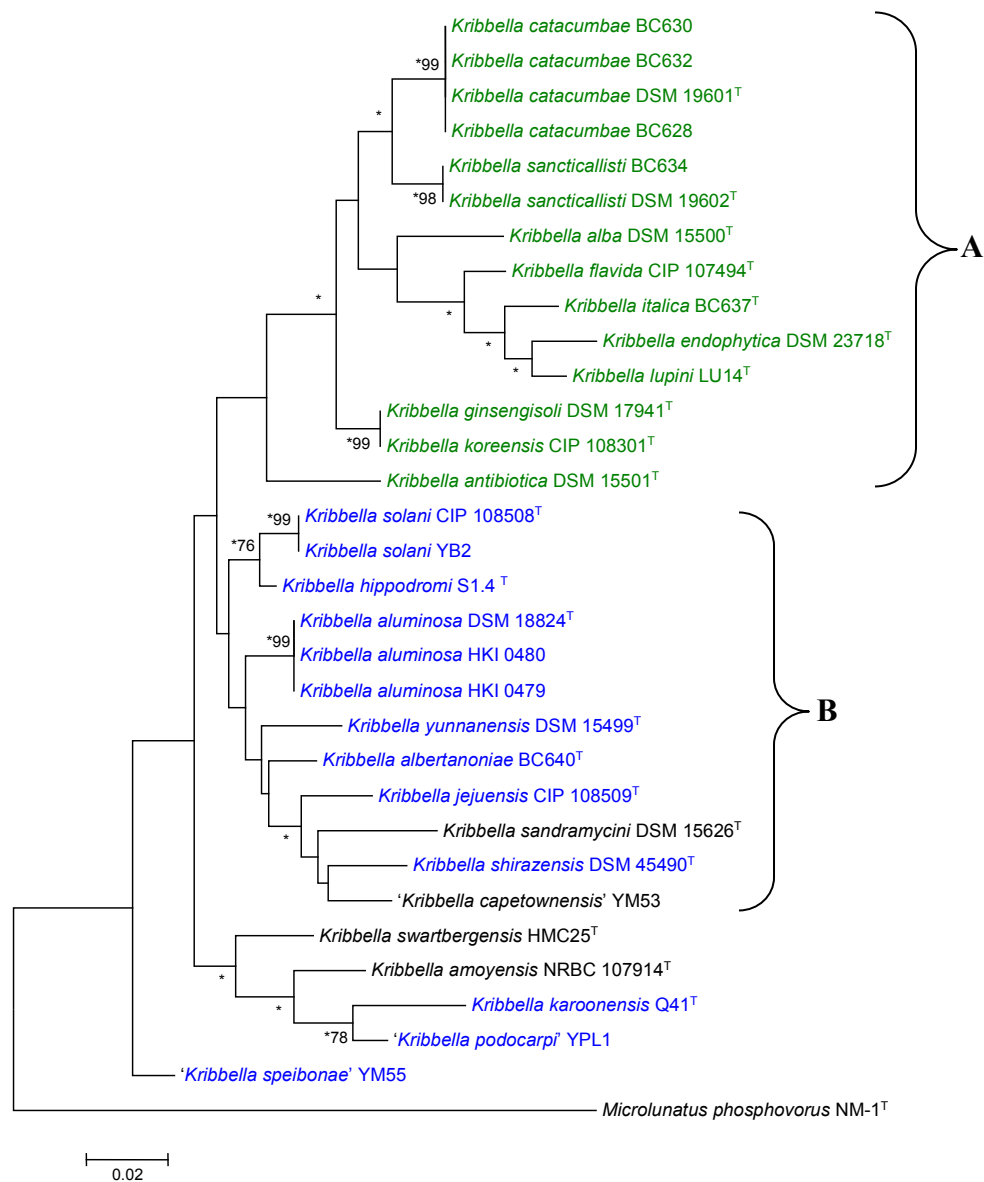 Kribbella catacumbae BC630
Kribbella catacumbae BC632
*99
Kribbella catacumbae DSM 19601ᵀ
*
Kribbella catacumbae BC628
Kribbella sancticallisti BC634
*98
Kribbella sancticallisti DSM 19602ᵀ
Kribbella alba DSM 15500ᵀ
A
Kribbella flavida CIP 107494ᵀ
*
Kribbella italica BC637ᵀ
*
Kribbella endophytica DSM 23718ᵀ
*
Kribbella lupini LU14ᵀ
*
Kribbella ginsengisoli DSM 17941ᵀ
*99
Kribbella koreensis CIP 108301ᵀ
Kribbella antibiotica DSM 15501ᵀ
*99
Kribbella solani CIP 108508ᵀ
*76
Kribbella solani YB2
Kribbella hippodromi S1.4 ᵀ
Kribbella aluminosa DSM 18824ᵀ
*99
Kribbella aluminosa HKI 0480
Kribbella aluminosa HKI 0479
B
Kribbella yunnanensis DSM 15499ᵀ
Kribbella albertanoniae BC640ᵀ
Kribbella jejuensis CIP 108509ᵀ
*
Kribbella sandramycini DSM 15626ᵀ
Kribbella shirazensis DSM 45490ᵀ
‘Kribbella capetownensis’ YM53
Kribbella swartbergensis HMC25ᵀ
*
Kribbella amoyensis NRBC 107914ᵀ
*
Kribbella karoonensis Q41ᵀ
*78
‘Kribbella podocarpi’ YPL1
‘Kribbella speibonae’ YM55
Microlunatus phosphovorus NM-1ᵀ
0.02